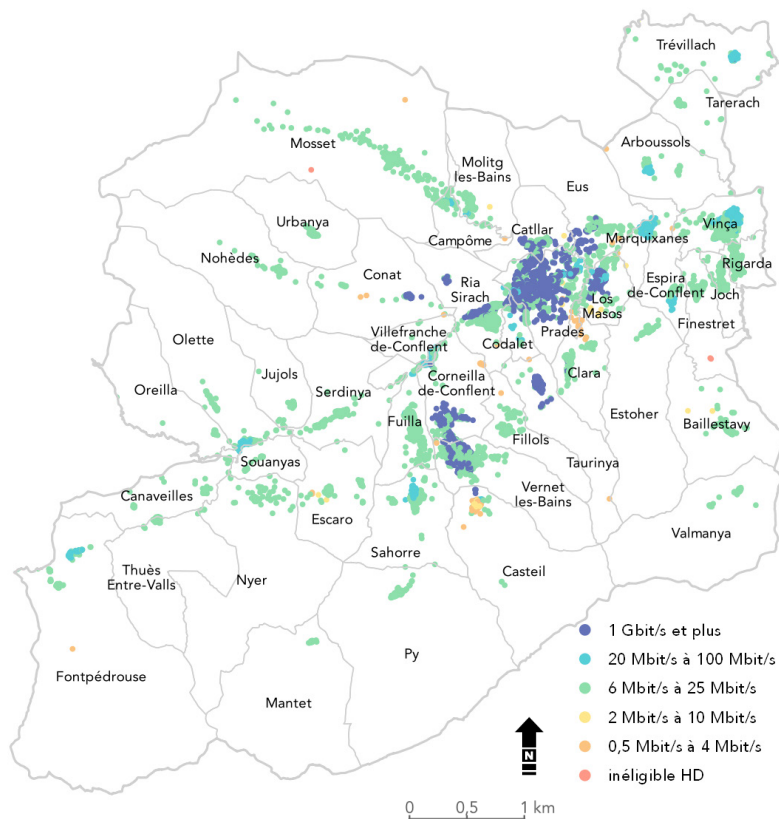 Trévillach
Tarerach
Arboussols
Mosset
Molitg
les-Bains
Eus
Urbanya
Campôme
Catllar
Marquixanes
Vinça
Nohèdes
Conat
Ria
Sirach
Espira
de-Conflent
Rigarda
Joch
Los
Masos
Finestret
Olette
Villefranche
de-Conflent
Prades
Codalet
Oreilla
Jujols
Serdinya
Corneilla
de-Conflent
Clara
Estoher
Baillestavy
Fuilla
Fillols
Souanyas
Taurinya
Canaveilles
Vernet
les-Bains
Escaro
Valmanya
Sahorre
Thuès
Entre-Valls
Nyer
Casteil
Py
Fontpédrouse
Mantet
1 Gbit/s et plus
20 Mbit/s à 100 Mbit/s
6 Mbit/s à 25 Mbit/s
2 Mbit/s à 10 Mbit/s
0,5 Mbit/s à 4 Mbit/s
inéligible HD
N
0 0,5 1 km